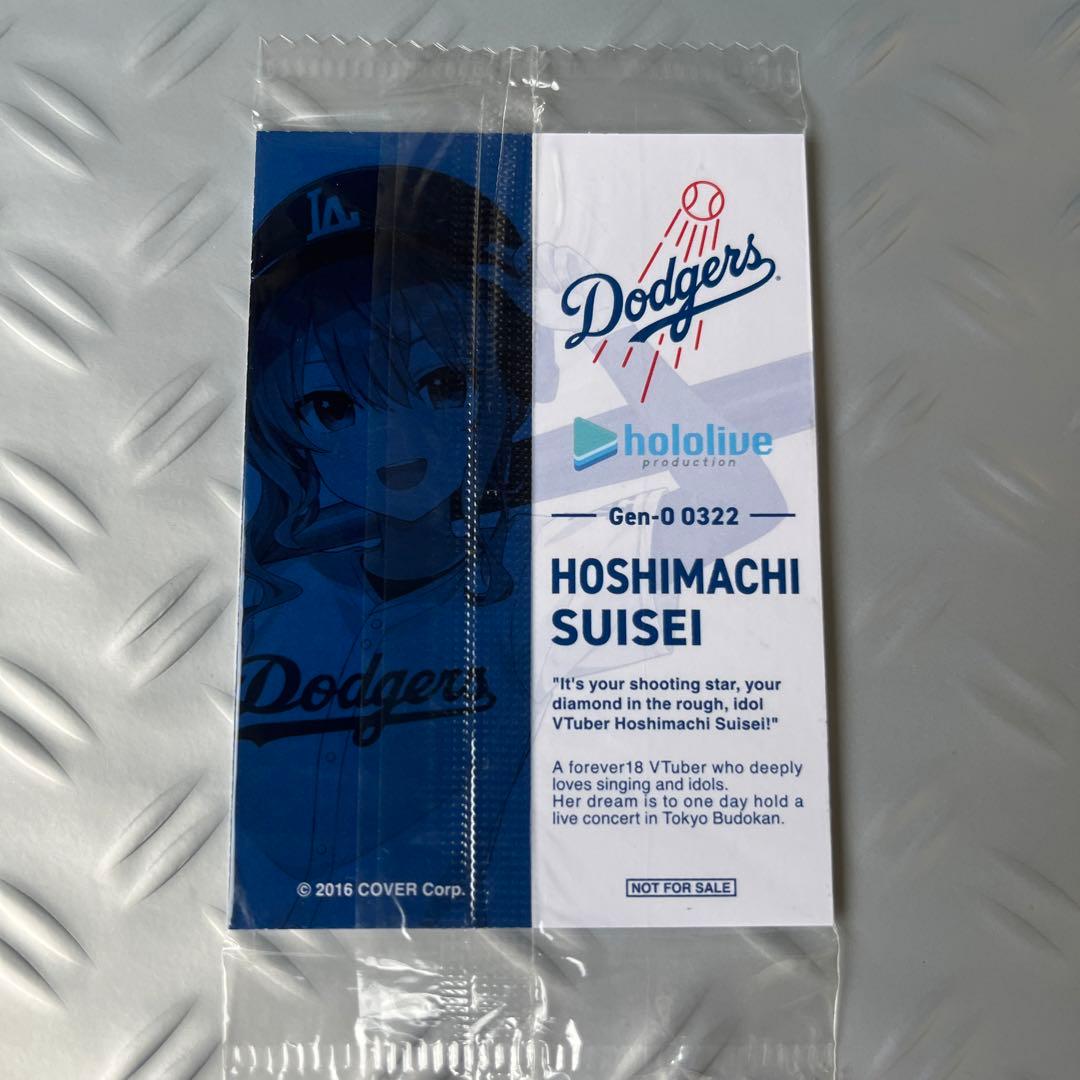 LA
Dodgers
© 2016 COVER Corp.
Dodgers
hololive
production
Gen-0 0322
HOSHIMACHI
SUISEI
"It's your shooting star, your
diamond in the rough, idol
VTuber Hoshimachi Suisei!"
A forever18 VTuber who deeply
loves singing and idols.
Her dream is to one day hold a
live concert in Tokyo Budokan.
NOT FOR SALE